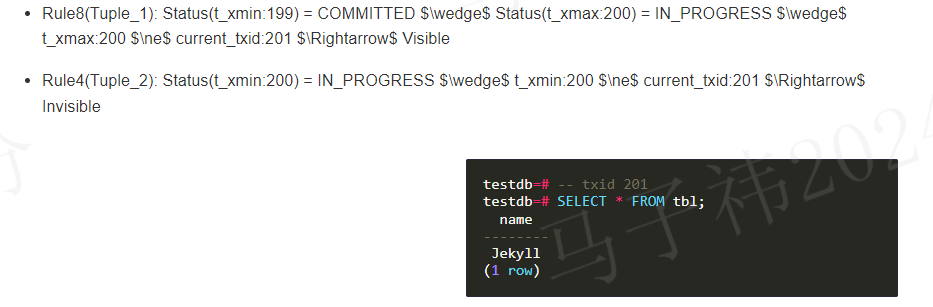 Rule8(Tuple_1): Status(t_xmin:199) = COMMITTED $\wedge$ Status(t_xmax:200) = IN_PROGRESS $\wedge$
t_xmax:200 $\ne$ current_txid:201 $\Rightarrow$ Visible
Rule4(Tuple_2): Status(t_xmin:200) = IN_PROGRESS $\wedge$ t_xmin:200 $\ne$ current_txid:201 $\Rightarrow$
Invisible
testdb=# -- txid 201
testdb=# SELECT * FROM tbl;
name
--------
Jekyll
(1 row)
马子祎2024